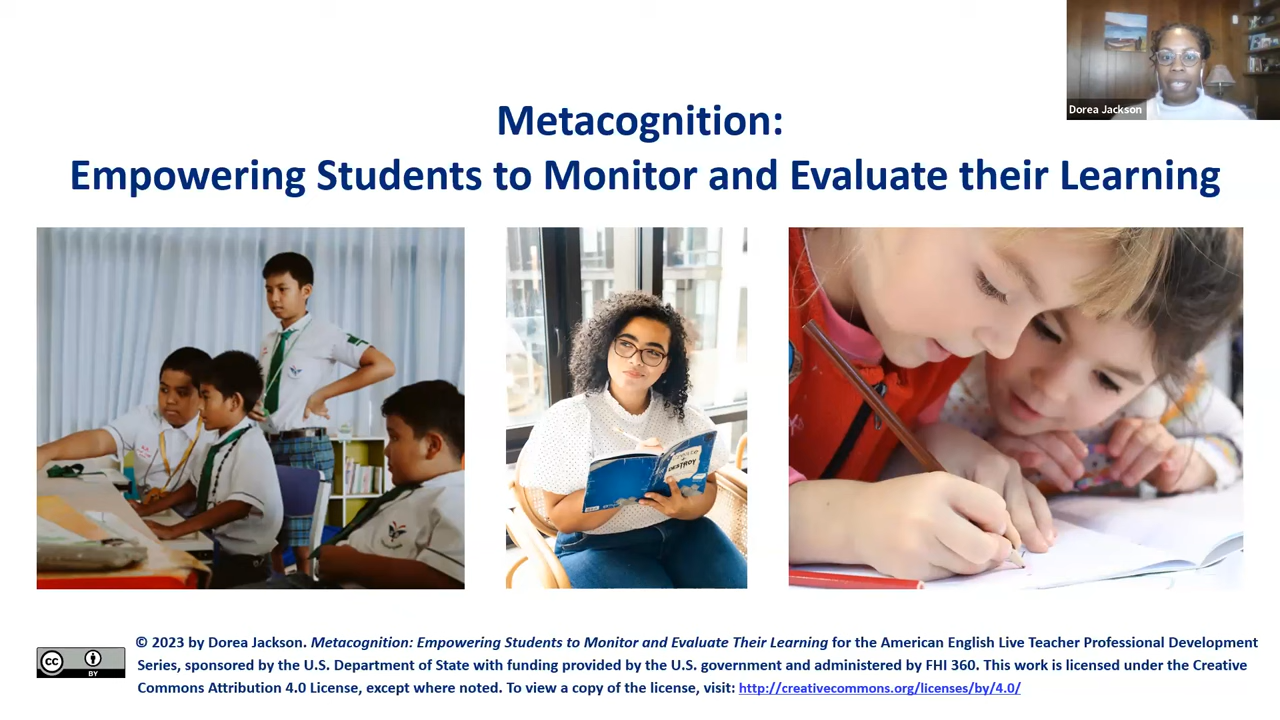 Dorea Jackson
Metacognition:
Empowering Students to Monitor and Evaluate their Learning
create
DESTROY
© 2023 by Dorea Jackson. Metacognition: Empowering Students to Monitor and Evaluate Their Learning for the American English Live Teacher Professional Development
Series, sponsored by the U.S. Department of State with funding provided by the U.S. government and administered by FHI 360. This work is licensed under the Creative
Commons Attribution 4.0 License, except where noted. To view a copy of the license, visit: http://creativecommons.org/licenses/by/4.0/
CC
BY